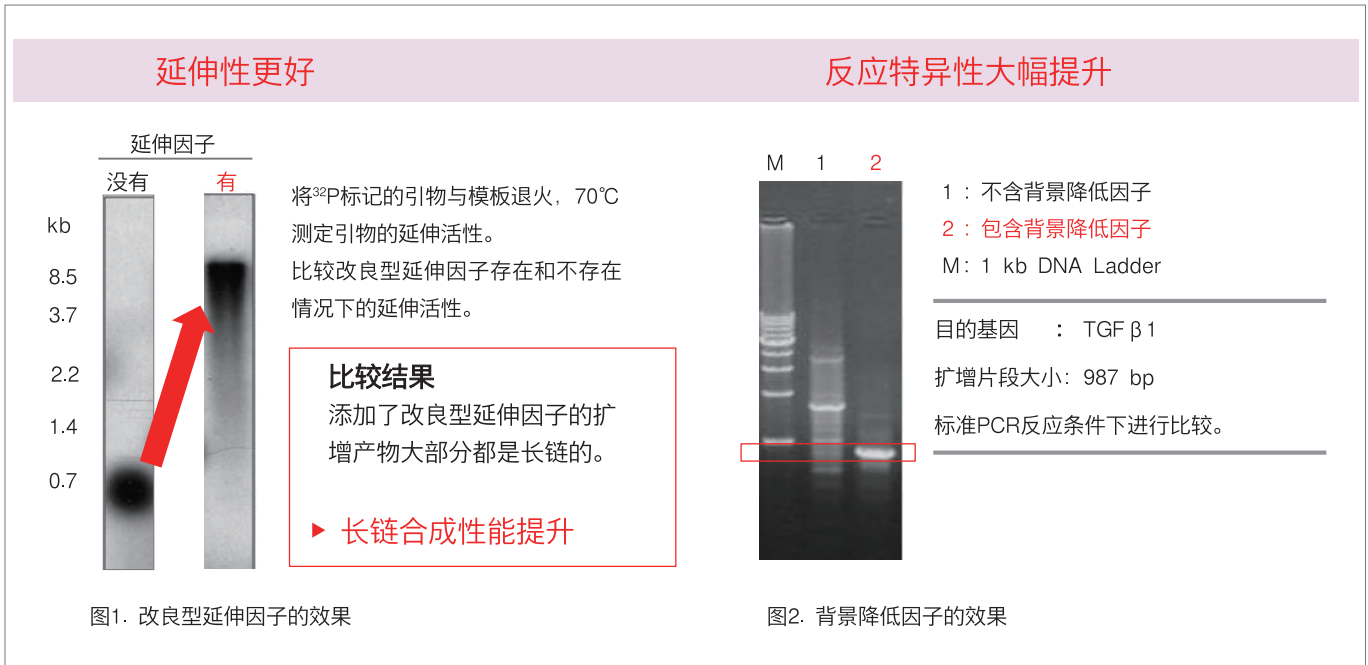 延伸性更好
反应特异性大幅提升
延伸因子
没有 有
kb
8.5
3.7
2.2
1.4
0.7
将³²P标记的引物与模板退火，70℃
测定引物的延伸活性。
比较改良型延伸因子存在和不存在
情况下的延伸活性。
比较结果
添加了改良型延伸因子的扩
增产物大部分都是长链的。
▶ 长链合成性能提升
图1. 改良型延伸因子的效果
M 1 2
1 : 不含背景降低因子
2 : 包含背景降低因子
M: 1 kb DNA Ladder
目的基因 : TGFβ1
扩增片段大小: 987 bp
标准PCR反应条件下进行比较。
图2. 背景降低因子的效果